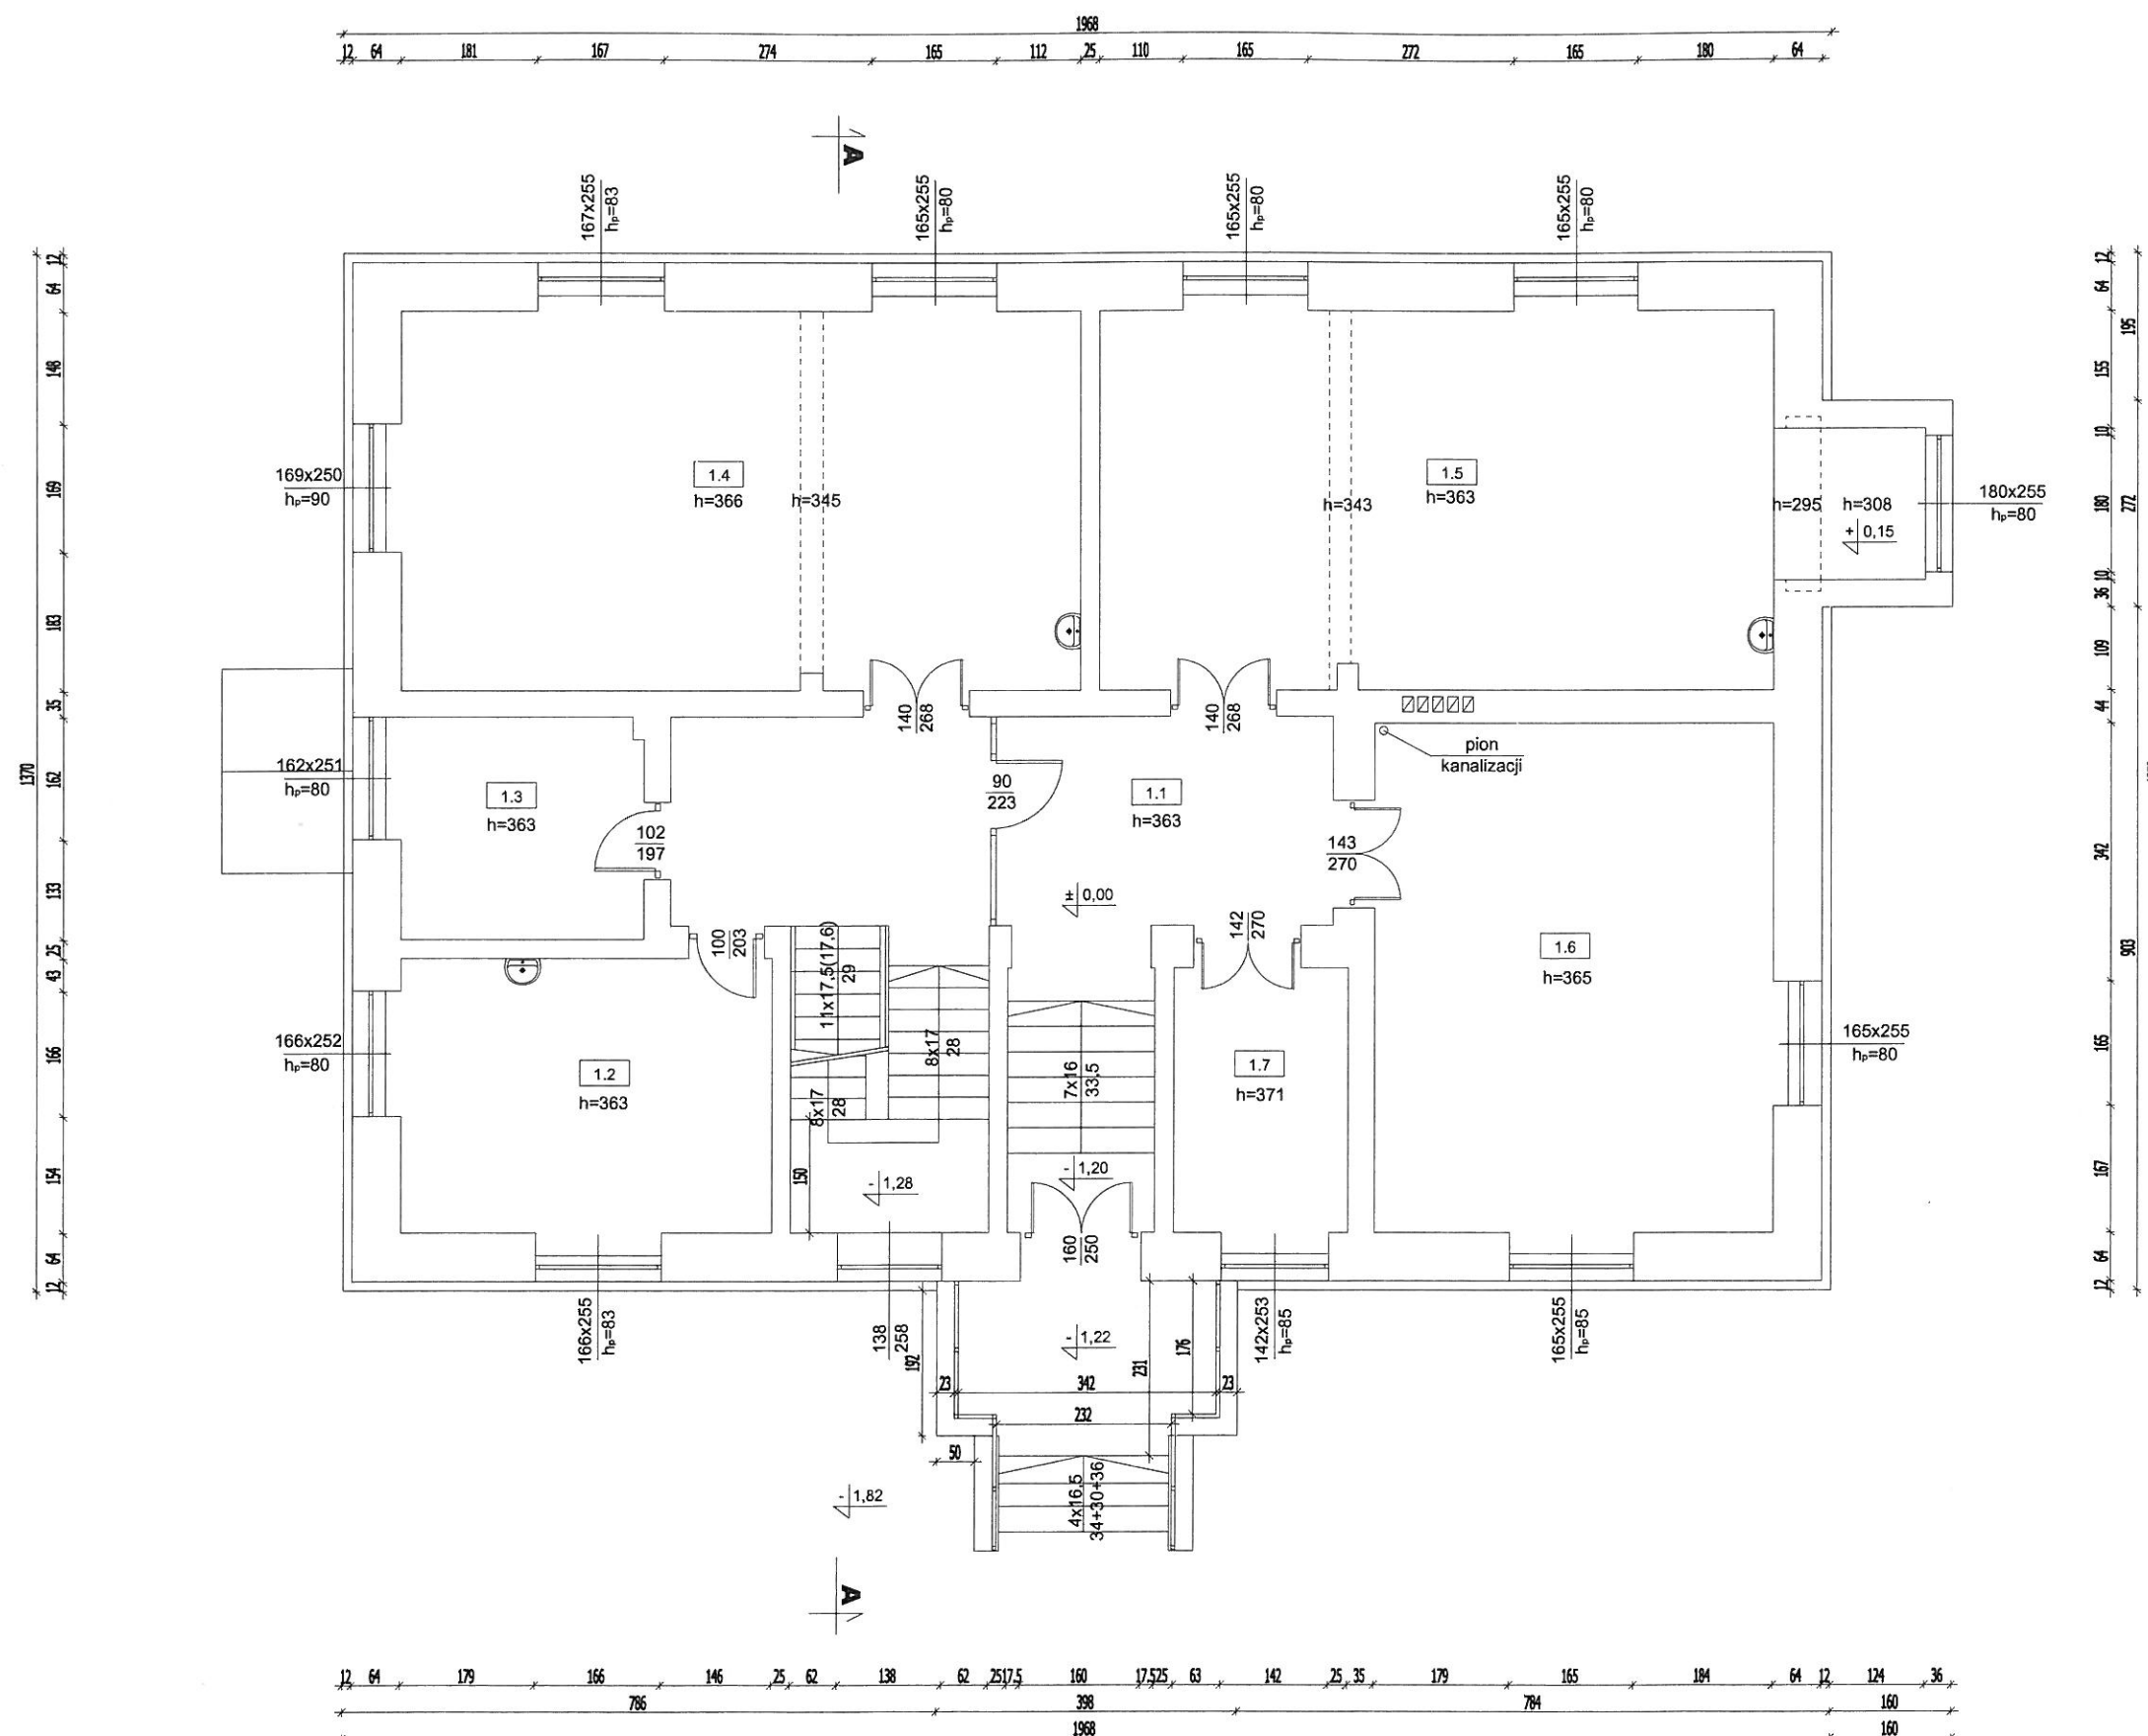 1968
12 64 181 167 274 165 112 25 110 165 272 165 180 64
A
167x255
hp=83
165x255
hp=80
165x255
hp=80
165x255
hp=80
1370
12 64 148 169 183 35 162 133 25 43 166 154 64 12
12 64 155 10 180 10 36 109 44 342 165 167 64 12
195 272 903
169x250
hp=90
1.4
h=366
h=345
h=343
1.5
h=363
h=295
h=308
+ 0,15
180x255
hp=80
140
268
140
268
pion
kanalizacji
162x251
hp=80
1.3
h=363
102
197
90
223
1.1
h=363
143
270
± 0,00
100
203
11x17,5(17,6)
29
142
270
1.6
h=365
166x252
hp=80
1.2
h=363
8x17
28
8x17
28
7x16
33,5
1.7
h=371
165x255
hp=80
150
- 1,28
- 1,20
160
250
166x255
hp=83
138
258
192
- 1,22
231
176
142x253
hp=85
165x255
hp=85
23 342 23
232
50
- 1,82
4x16,5
34+30+36
A
12 64 179 166 146 25 62 138 62 25 17,5 160 17,5 25 63 142 25 35 179 165 184 64 12 124 36
786 398 784 160
1968 160